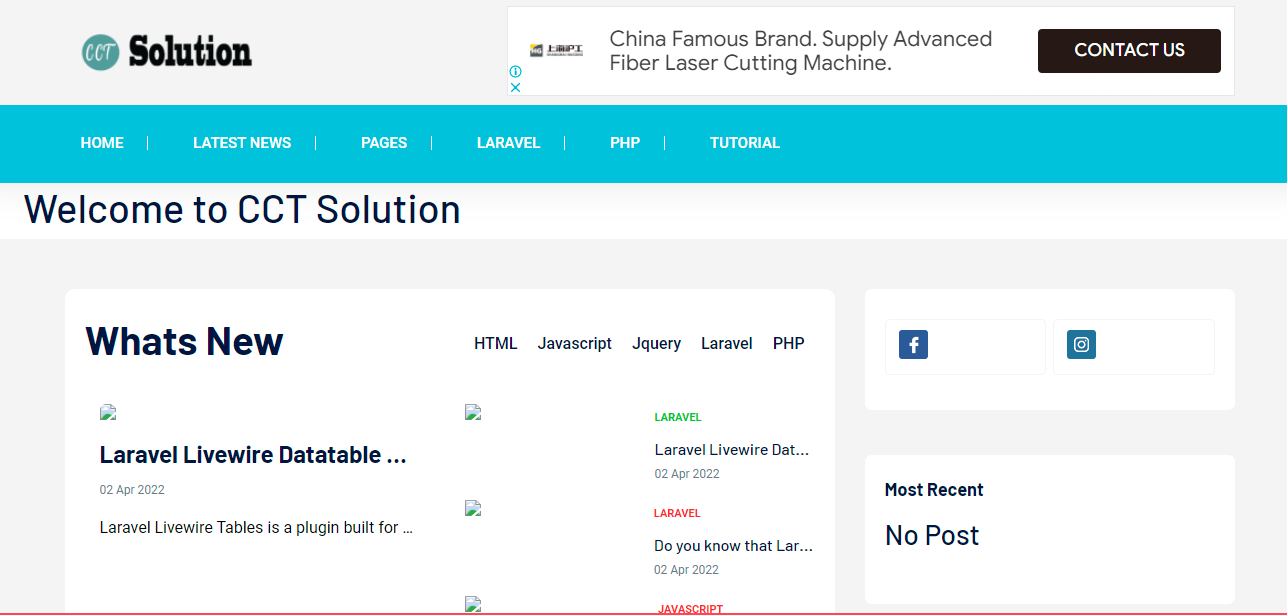 CCT Solution
上海沪工
China Famous Brand. Supply Advanced
Fiber Laser Cutting Machine.
CONTACT US
HOME LATEST NEWS PAGES LARAVEL PHP TUTORIAL
Welcome to CCT Solution
Whats New
HTML Javascript Jquery Laravel PHP
Laravel Livewire Datatable ...
02 Apr 2022
Laravel Livewire Tables is a plugin built for ...
LARAVEL
Laravel Livewire Dat...
02 Apr 2022
LARAVEL
Do you know that Lar...
02 Apr 2022
JAVASCRIPT
Most Recent
No Post